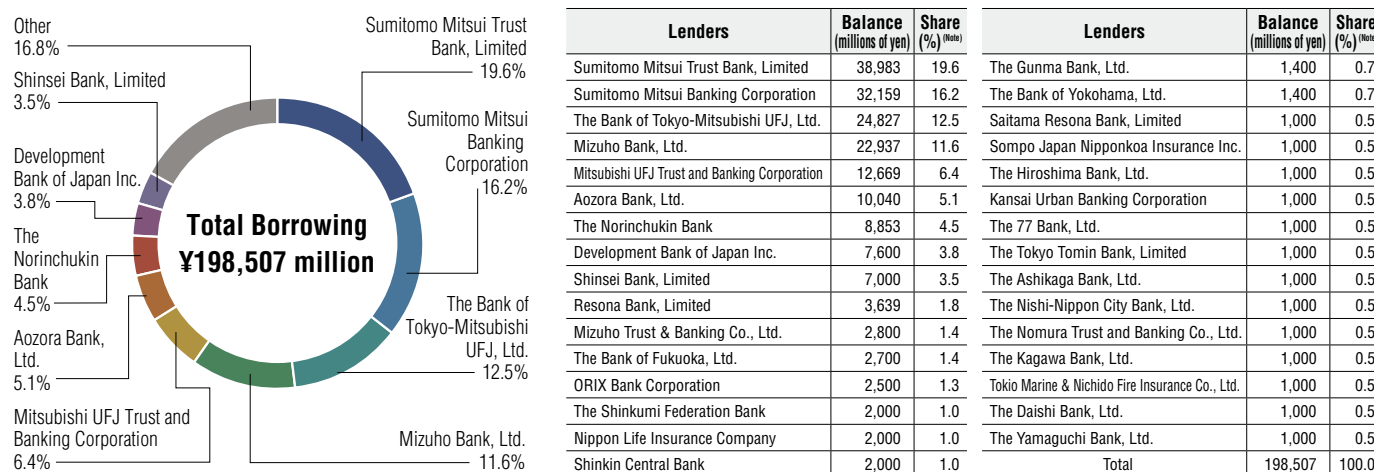 Other
16.8%
Shinsei Bank, Limited
3.5%
Development
Bank of Japan Inc.
3.8%
The
Norinchukin
Bank
4.5%
Aozora Bank,
Ltd.
5.1%
Mitsubishi UFJ Trust and
Banking Corporation
6.4%
Sumitomo Mitsui Trust
Bank, Limited
19.6%
Sumitomo Mitsui
Banking
Corporation
16.2%
The Bank of
Tokyo-Mitsubishi
UFJ, Ltd.
12.5%
Mizuho Bank, Ltd.
11.6%
Total Borrowing
¥198,507 million
Lenders Balance (millions of yen) Share (%) (Note)
Sumitomo Mitsui Trust Bank, Limited 38,983 19.6
Sumitomo Mitsui Banking Corporation 32,159 16.2
The Bank of Tokyo-Mitsubishi UFJ, Ltd. 24,827 12.5
Mizuho Bank, Ltd. 22,937 11.6
Mitsubishi UFJ Trust and Banking Corporation 12,669 6.4
Aozora Bank, Ltd. 10,040 5.1
The Norinchukin Bank 8,853 4.5
Development Bank of Japan Inc. 7,600 3.8
Shinsei Bank, Limited 7,000 3.5
Resona Bank, Limited 3,639 1.8
Mizuho Trust & Banking Co., Ltd. 2,800 1.4
The Bank of Fukuoka, Ltd. 2,700 1.4
ORIX Bank Corporation 2,500 1.3
The Shinkumi Federation Bank 2,000 1.0
Nippon Life Insurance Company 2,000 1.0
Shinkin Central Bank 2,000 1.0
Lenders Balance (millions of yen) Share (%) (Note
The Gunma Bank, Ltd. 1,400 0.7
The Bank of Yokohama, Ltd. 1,400 0.7
Saitama Resona Bank, Limited 1,000 0.5
Sompo Japan Nipponkoa Insurance Inc. 1,000 0.5
The Hiroshima Bank, Ltd. 1,000 0.5
Kansai Urban Banking Corporation 1,000 0.5
The 77 Bank, Ltd. 1,000 0.5
The Tokyo Tomin Bank, Limited 1,000 0.5
The Ashikaga Bank, Ltd. 1,000 0.5
The Nishi-Nippon City Bank, Ltd. 1,000 0.5
The Nomura Trust and Banking Co., Ltd. 1,000 0.5
The Kagawa Bank, Ltd. 1,000 0.5
Tokio Marine & Nichido Fire Insurance Co., Ltd. 1,000 0.5
The Daishi Bank, Ltd. 1,000 0.5
The Yamaguchi Bank, Ltd. 1,000 0.5
Total 198,507 100.0